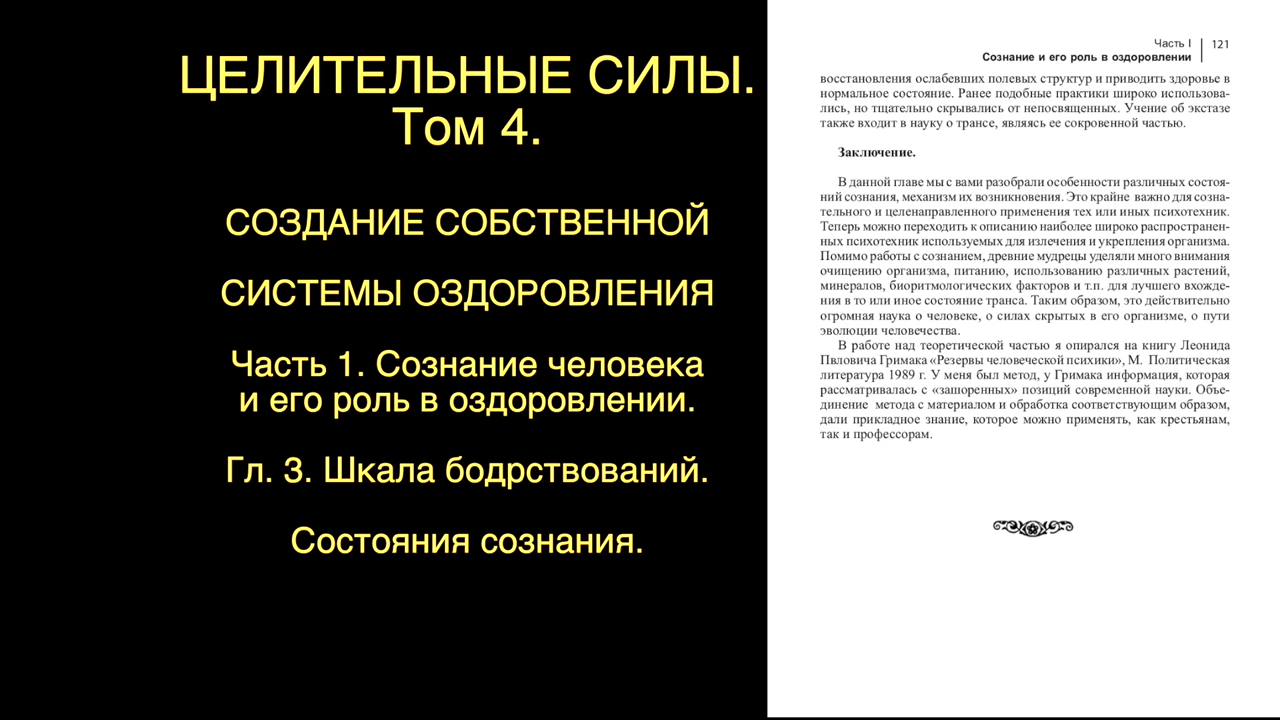 ЦЕЛИТЕЛЬНЫЕ СИЛЫ.
Том 4.
СОЗДАНИЕ СОБСТВЕННОЙ
СИСТЕМЫ ОЗДОРОВЛЕНИЯ
Часть 1. Сознание человека
и его роль в оздоровлении.
Гл. 3. Шкала бодрствований.
Состояния сознания.
Часть I 121
Сознание и его роль в оздоровлении
восстановления ослабевших полевых структур и приводить здоровье в
нормальное состояние. Ранее подобные практики широко использова-
лись, но тщательно скрывались от непосвященных. Учение об экстазе
также входит в науку о трансе, являясь ее сокровенной частью.
Заключение.
В данной главе мы с вами разобрали особенности различных состоя-
ний сознания, механизм их возникновения. Это крайне важно для созна-
тельного и целенаправленного применения тех или иных психотехник.
Теперь можно переходить к описанию наиболее широко распространен-
ных психотехник используемых для излечения и укрепления организма.
Помимо работы с сознанием, древние мудрецы уделяли много внимания
очищению организма, питанию, использованию различных растений,
минералов, биоритмологических факторов и т.п. для лучшего вхожде-
ния в то или иное состояние транса. Таким образом, это действительно
огромная наука о человеке, о силах скрытых в его организме, о пути
эволюции человечества.
В работе над теоретической частью я опирался на книгу Леонида
Пвловича Гримака «Резервы человеческой психики», М. Политическая
литература 1989 г. У меня был метод, у Гримака информация, которая
рассматривалась с «зашоренных» позиций современной науки. Объе-
динение метода с материалом и обработка соответствующим образом,
дали прикладное знание, которое можно применять, как крестьянам,
так и профессорам.